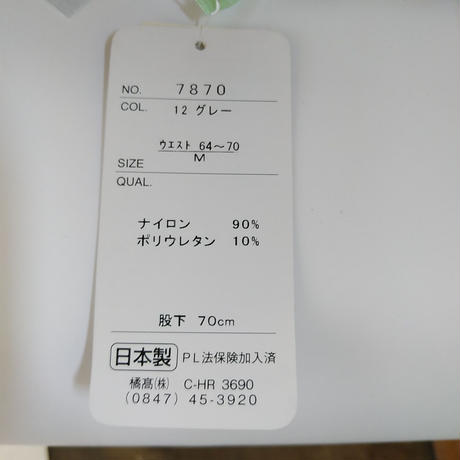 NO. 7870
COL. 12 グレー
ウエスト 64～70
SIZE M
QUAL.
ナイロン 90%
ポリウレタン 10%
股下 70cm
日本製 PL法保険加入済
橘髙(株) C-HR 3690
(0847) 45-3920